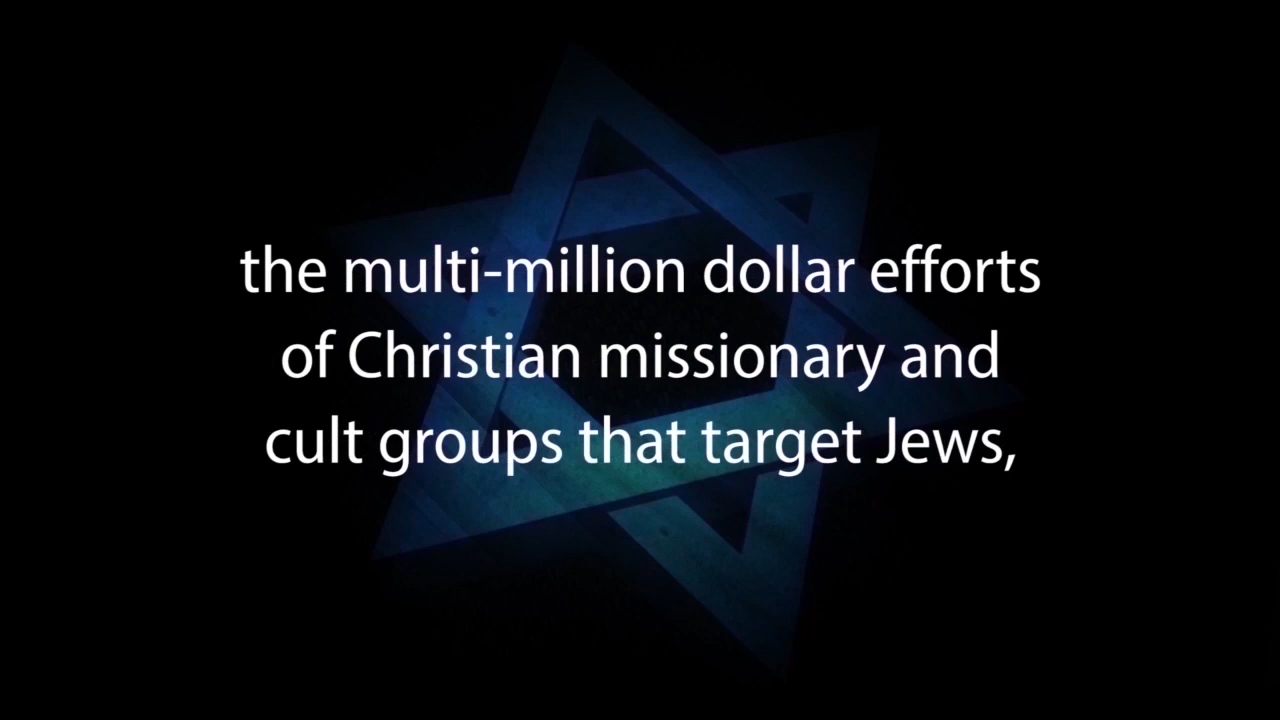 the multi-million dollar efforts
of Christian missionary and
cult groups that target Jews,